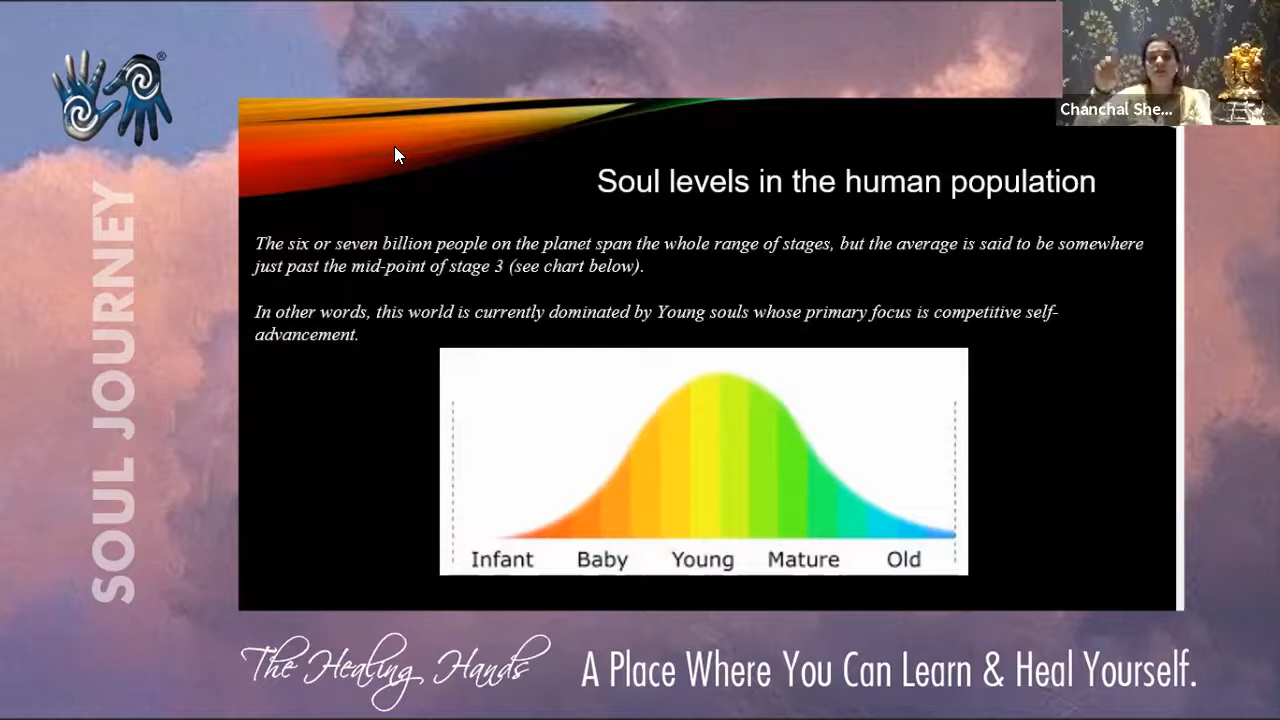 Chanchal She...
SOUL JOURNEY
®
Soul levels in the human population
The six or seven billion people on the planet span the whole range of stages, but the average is said to be somewhere
just past the mid-point of stage 3 (see chart below).
In other words, this world is currently dominated by Young souls whose primary focus is competitive self-
advancement.
Infant Baby Young Mature Old
The Healing Hands A Place Where You Can Learn & Heal Yourself.